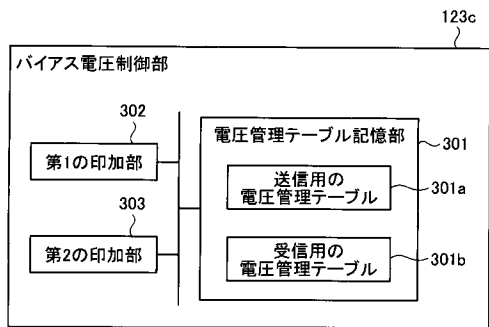 123c
バイアス電圧制御部
302
第1の印加部
303
第2の印加部
電圧管理テーブル記憶部
301
送信用の
電圧管理テーブル
301a
受信用の
電圧管理テーブル
301b